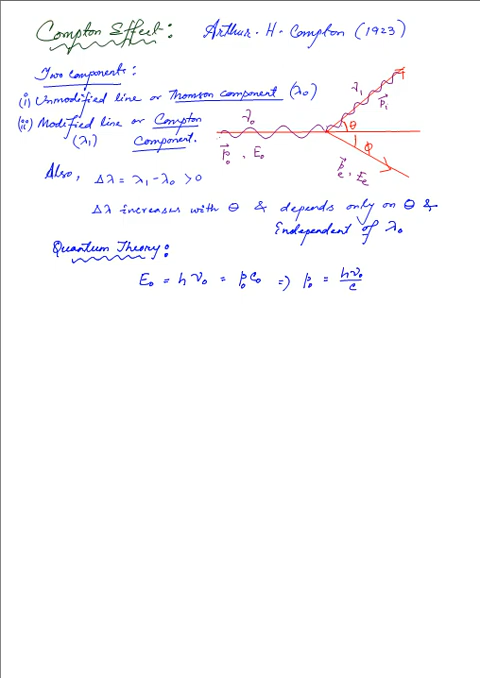 Compton Effect: Arthur. H. Compton (1923)
Two components:
(i) Unmodified line or Thomson component (λ₀)
(ii) Modified line or Compton
(λ₁) Component.
λ₁
p⃗₁
λ₀
θ
φ
p⃗₀, E₀
p⃗ₑ, Eₑ
Also, Δλ = λ₁ - λ₀ > 0
Δλ increases with θ & depends only on θ &
Independent of λ₀
Quantum Theory:
E₀ = hν₀ = p₀c₀ ⇒ p₀ = hν₀/c